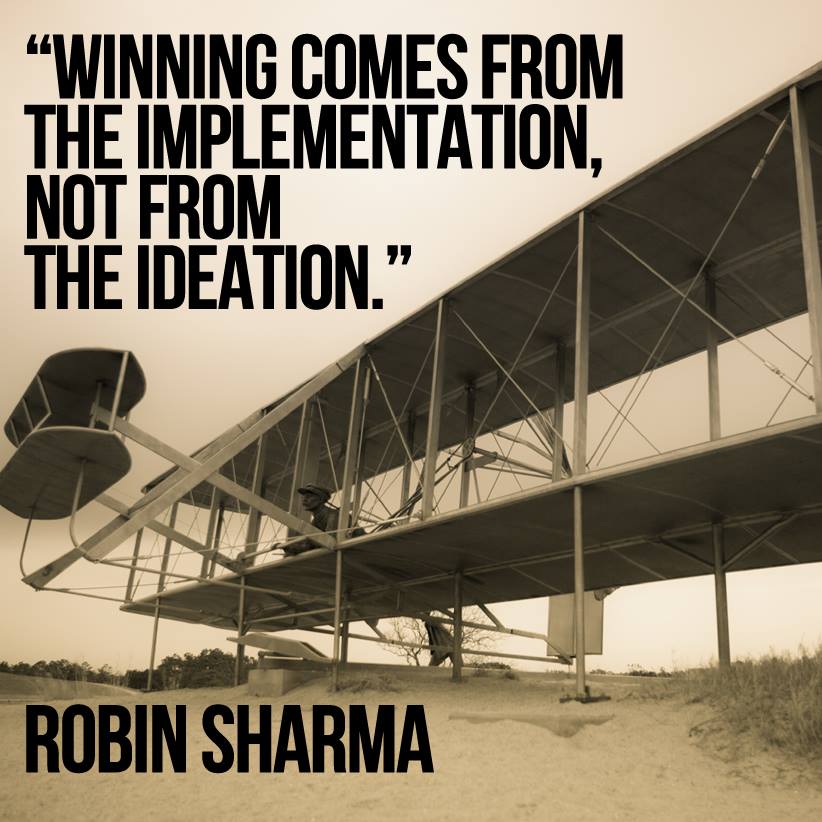 “WINNING COMES FROM
THE IMPLEMENTATION,
NOT FROM
THE IDEATION.”
ROBIN SHARMA